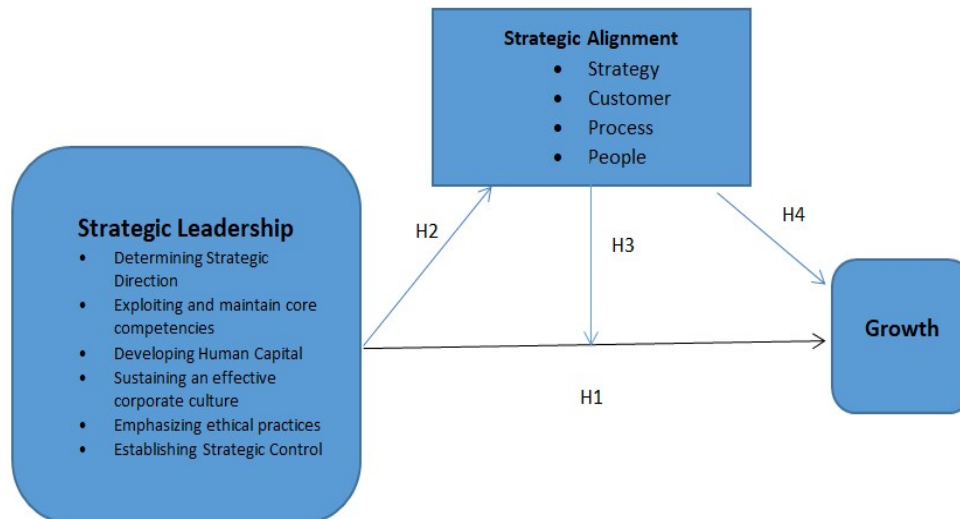 Strategic Alignment
• Strategy
• Customer
• Process
• People
Strategic Leadership
• Determining Strategic
Direction
• Exploiting and maintain core
competencies
• Developing Human Capital
• Sustaining an effective
corporate culture
• Emphasizing ethical practices
• Establishing Strategic Control
H2
H3
H4
Growth
H1